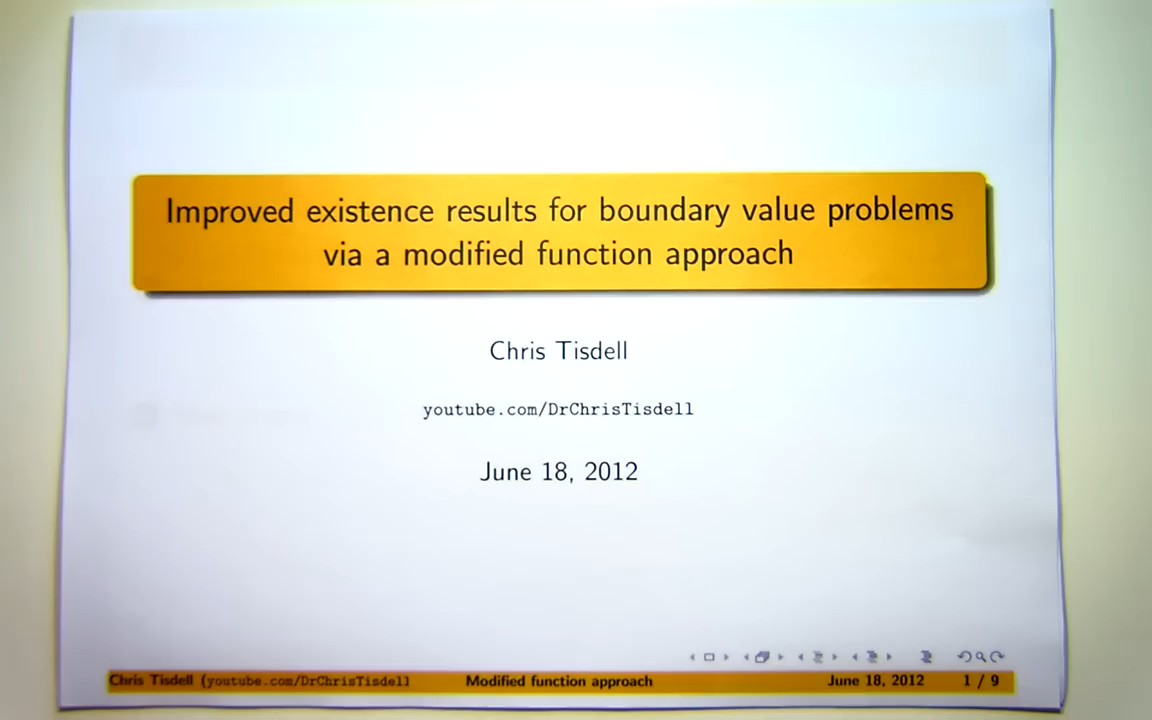 Improved existence results for boundary value problems
via a modified function approach
Chris Tisdell
youtube.com/DrChrisTisdell
June 18, 2012
Chris Tisdell (youtube.com/DrChrisTisdell Modified function approach June 18, 2012 1 / 9